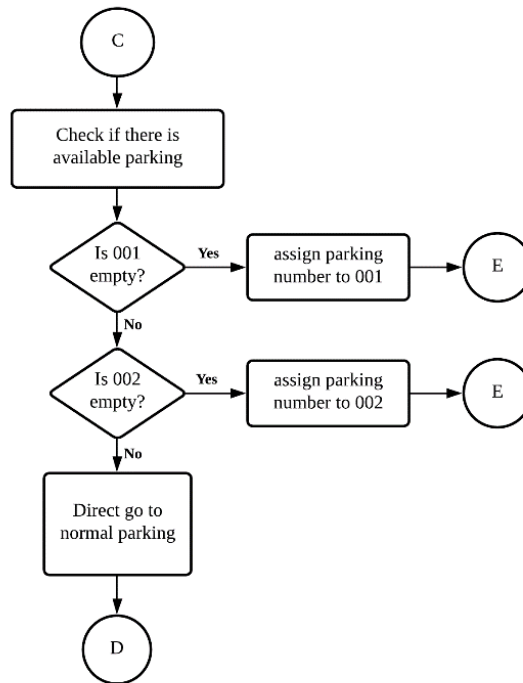 C
Check if there is
available parking
Is 001
empty?
Yes
assign parking
number to 001
E
No
Is 002
empty?
Yes
assign parking
number to 002
E
No
Direct go to
normal parking
D